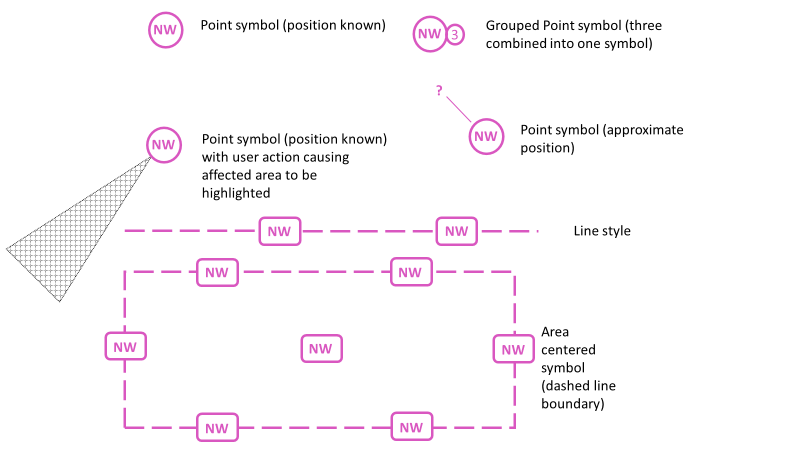 NW
Point symbol (position known)
NW 3
Grouped Point symbol (three
combined into one symbol)
?
NW
Point symbol (approximate
position)
NW
Point symbol (position known)
with user action causing
affected area to be
highlighted
NW NW
Line style
NW NW
NW NW NW
Area
centered
symbol
(dashed line
boundary)
NW NW